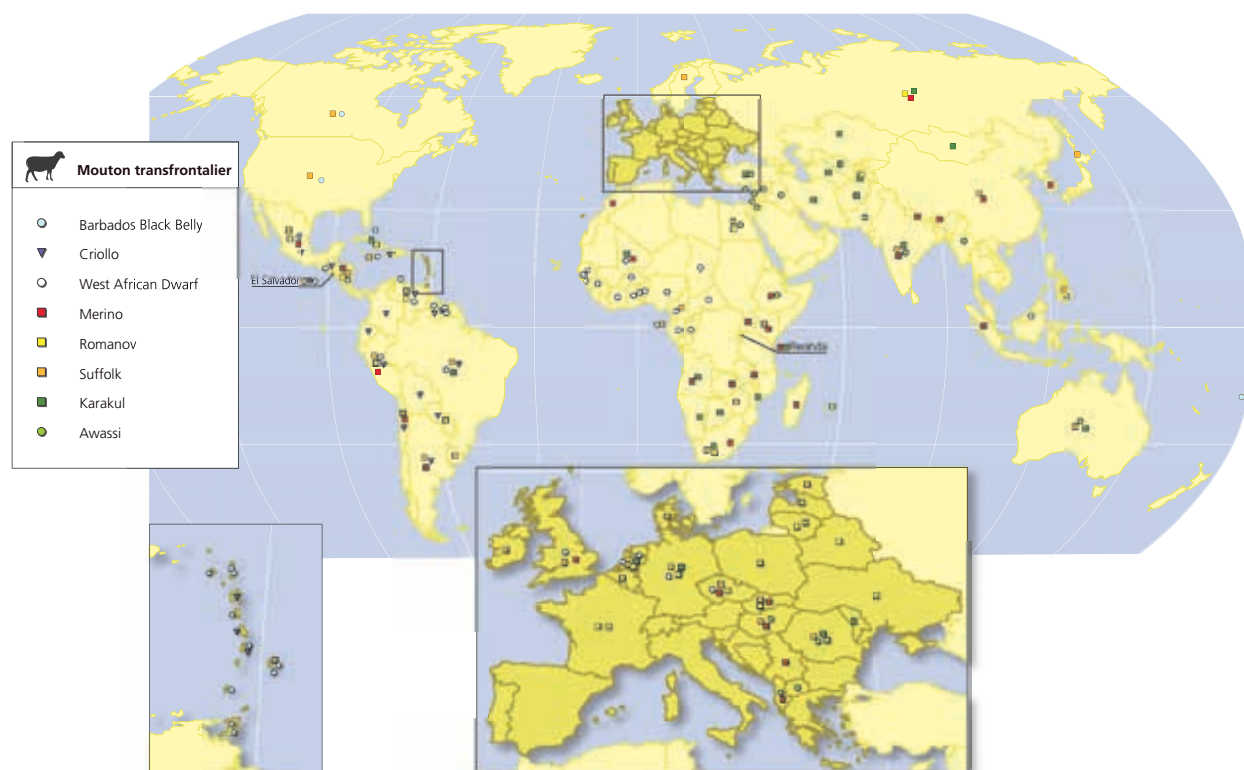 Mouton transfrontalier
Barbados Black Belly
Criollo
West African Dwarf
Merino
Romanov
Suffolk
Karakul
Awassi
El Salvador
Rwanda